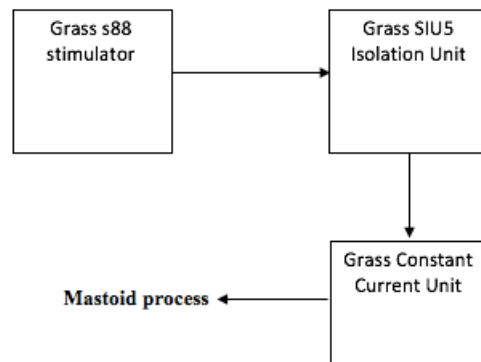 Grass s88
stimulator
Grass SIU5
Isolation Unit
Grass Constant
Current Unit
Mastoid process